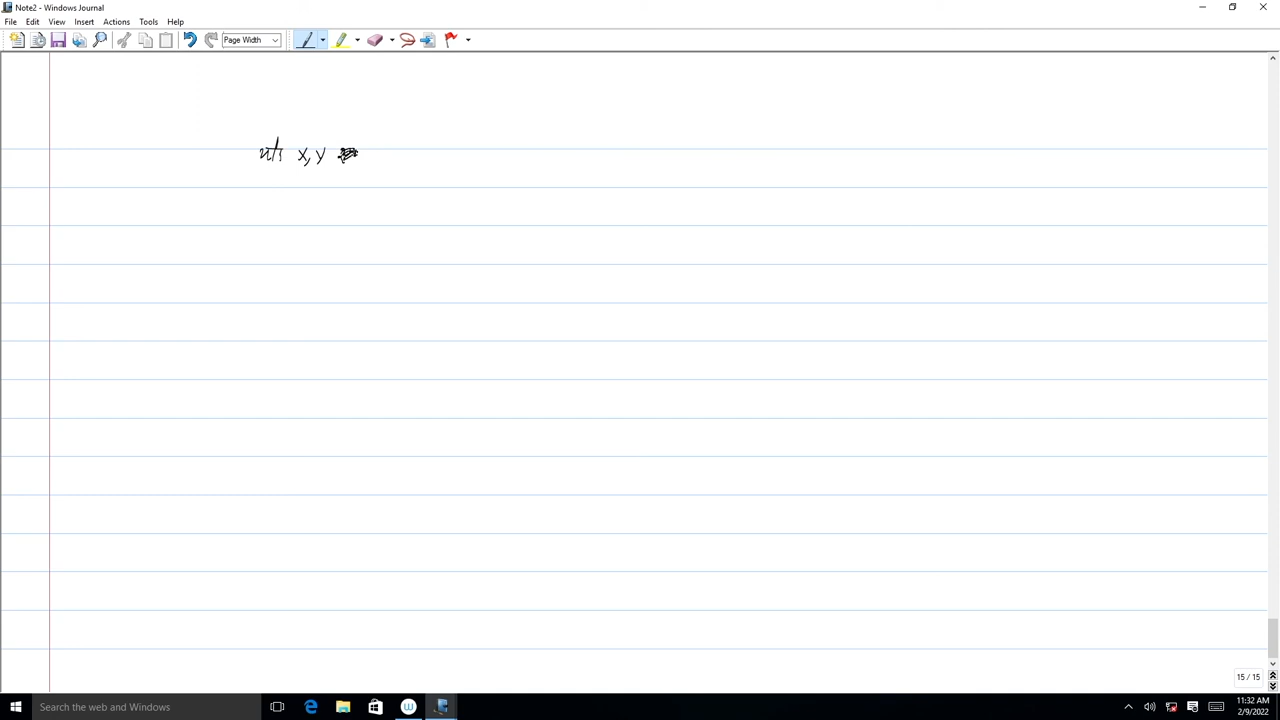 Note2 - Windows Journal
File Edit View Insert Actions Tools Help
Page Width
x, y
15 / 15
Search the web and Windows
11:32 AM
2/9/2022